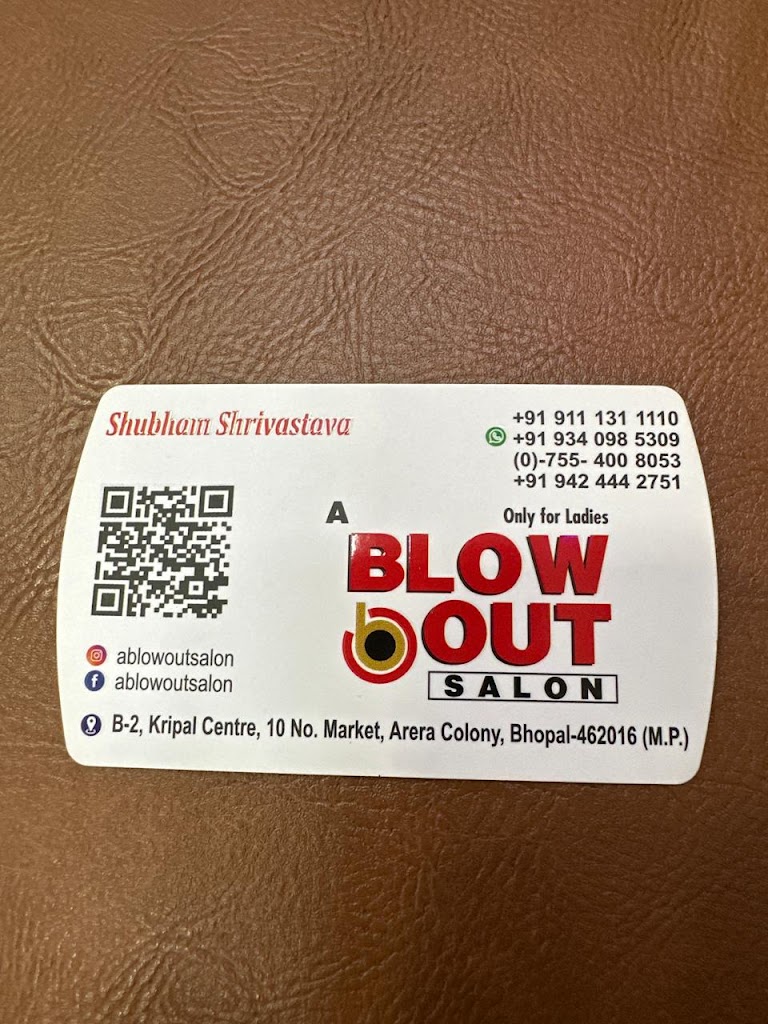 Shubham Shrivastava
+91 911 131 1110
+91 934 098 5309
(0)-755- 400 8053
+91 942 444 2751
A
Only for Ladies
BLOW
b OUT
SALON
ablowoutsalon
ablowoutsalon
B-2, Kripal Centre, 10 No. Market, Arera Colony, Bhopal-462016 (M.P.)